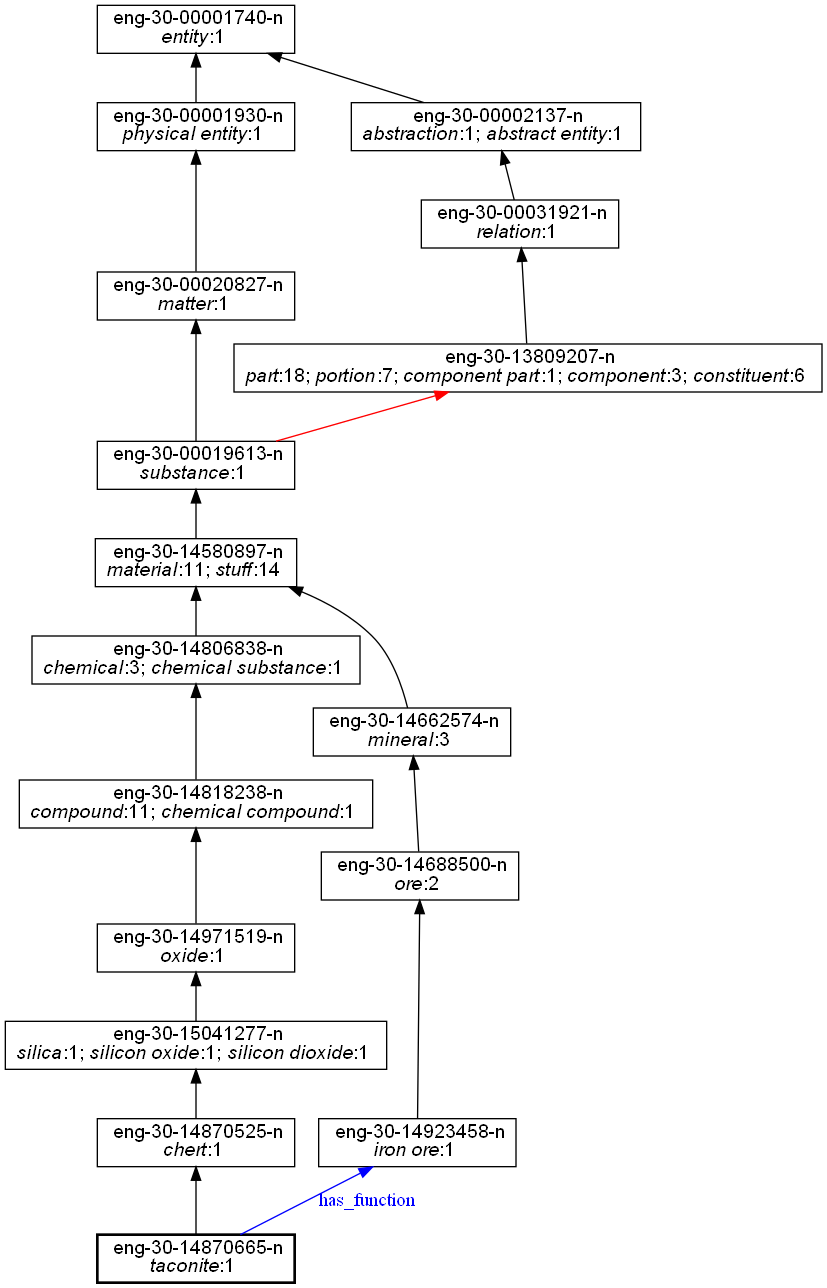 eng-30-00001740-n
entity:1
eng-30-00001930-n
physical entity:1
eng-30-00002137-n
abstraction:1; abstract entity:1
eng-30-00031921-n
relation:1
eng-30-00020827-n
matter:1
eng-30-13809207-n
part:18; portion:7; component part:1; component:3; constituent:6
eng-30-00019613-n
substance:1
eng-30-14580897-n
material:11; stuff:14
eng-30-14806838-n
chemical:3; chemical substance:1
eng-30-14662574-n
mineral:3
eng-30-14818238-n
compound:11; chemical compound:1
eng-30-14688500-n
ore:2
eng-30-14971519-n
oxide:1
eng-30-15041277-n
silica:1; silicon oxide:1; silicon dioxide:1
eng-30-14870525-n
chert:1
eng-30-14923458-n
iron ore:1
has_function
eng-30-14870665-n
taconite:1